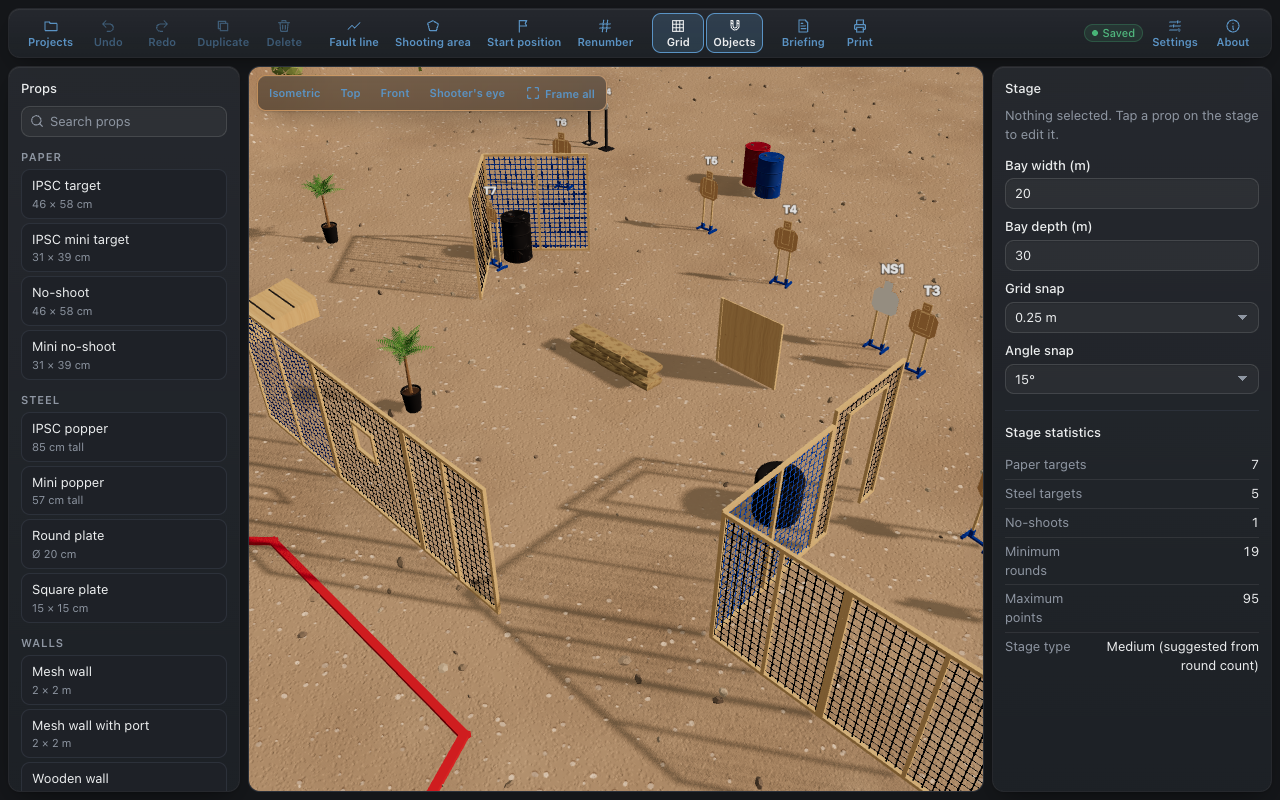 Projects
Undo
Redo
Duplicate
Delete
Fault line
Shooting area
Start position
Renumber
Grid
Objects
Briefing
Print
Saved
Settings
About
Props
Search props
PAPER
IPSC target
46 × 58 cm
IPSC mini target
31 × 39 cm
No-shoot
46 × 58 cm
Mini no-shoot
31 × 39 cm
STEEL
IPSC popper
85 cm tall
Mini popper
57 cm tall
Round plate
Ø 20 cm
Square plate
15 × 15 cm
WALLS
Mesh wall
2 × 2 m
Mesh wall with port
2 × 2 m
Wooden wall
Isometric
Top
Front
Shooter's eye
Frame all
T6
T5
T7
T4
NS1
T3
Stage
Nothing selected. Tap a prop on the stage
to edit it.
Bay width (m)
20
Bay depth (m)
30
Grid snap
0.25 m
Angle snap
15°
Stage statistics
Paper targets 7
Steel targets 5
No-shoots 1
Minimum 19
rounds
Maximum 95
points
Stage type Medium (suggested from
round count)